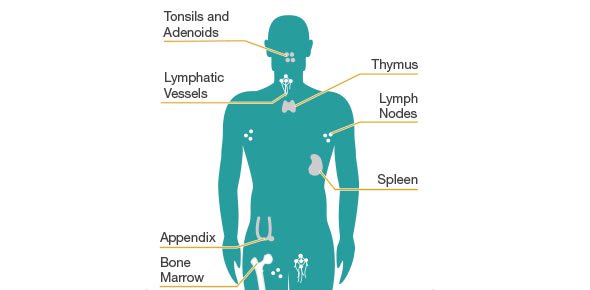 Tonsils and
Adenoids
Thymus
Lymphatic
Vessels
Lymph
Nodes
Spleen
Appendix
Bone
Marrow